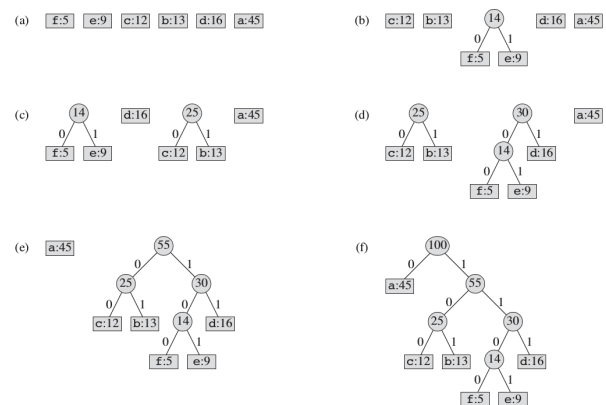 (a) f:5 e:9 c:12 b:13 d:16 a:45
(b) c:12 b:13 14 d:16 a:45
0 1
f:5 e:9
(c) 14 d:16 25 a:45
0 1 0 1
f:5 e:9 c:12 b:13
(d) 25 30 a:45
0 1 0 1
c:12 b:13 14 d:16
0 1
f:5 e:9
(e) a:45 55
0 1
25 30
0 1 0 1
c:12 b:13 14 d:16
0 1
f:5 e:9
(f) 100
0 1
a:45 55
0 1
25 30
0 1 0 1
c:12 b:13 14 d:16
0 1
f:5 e:9